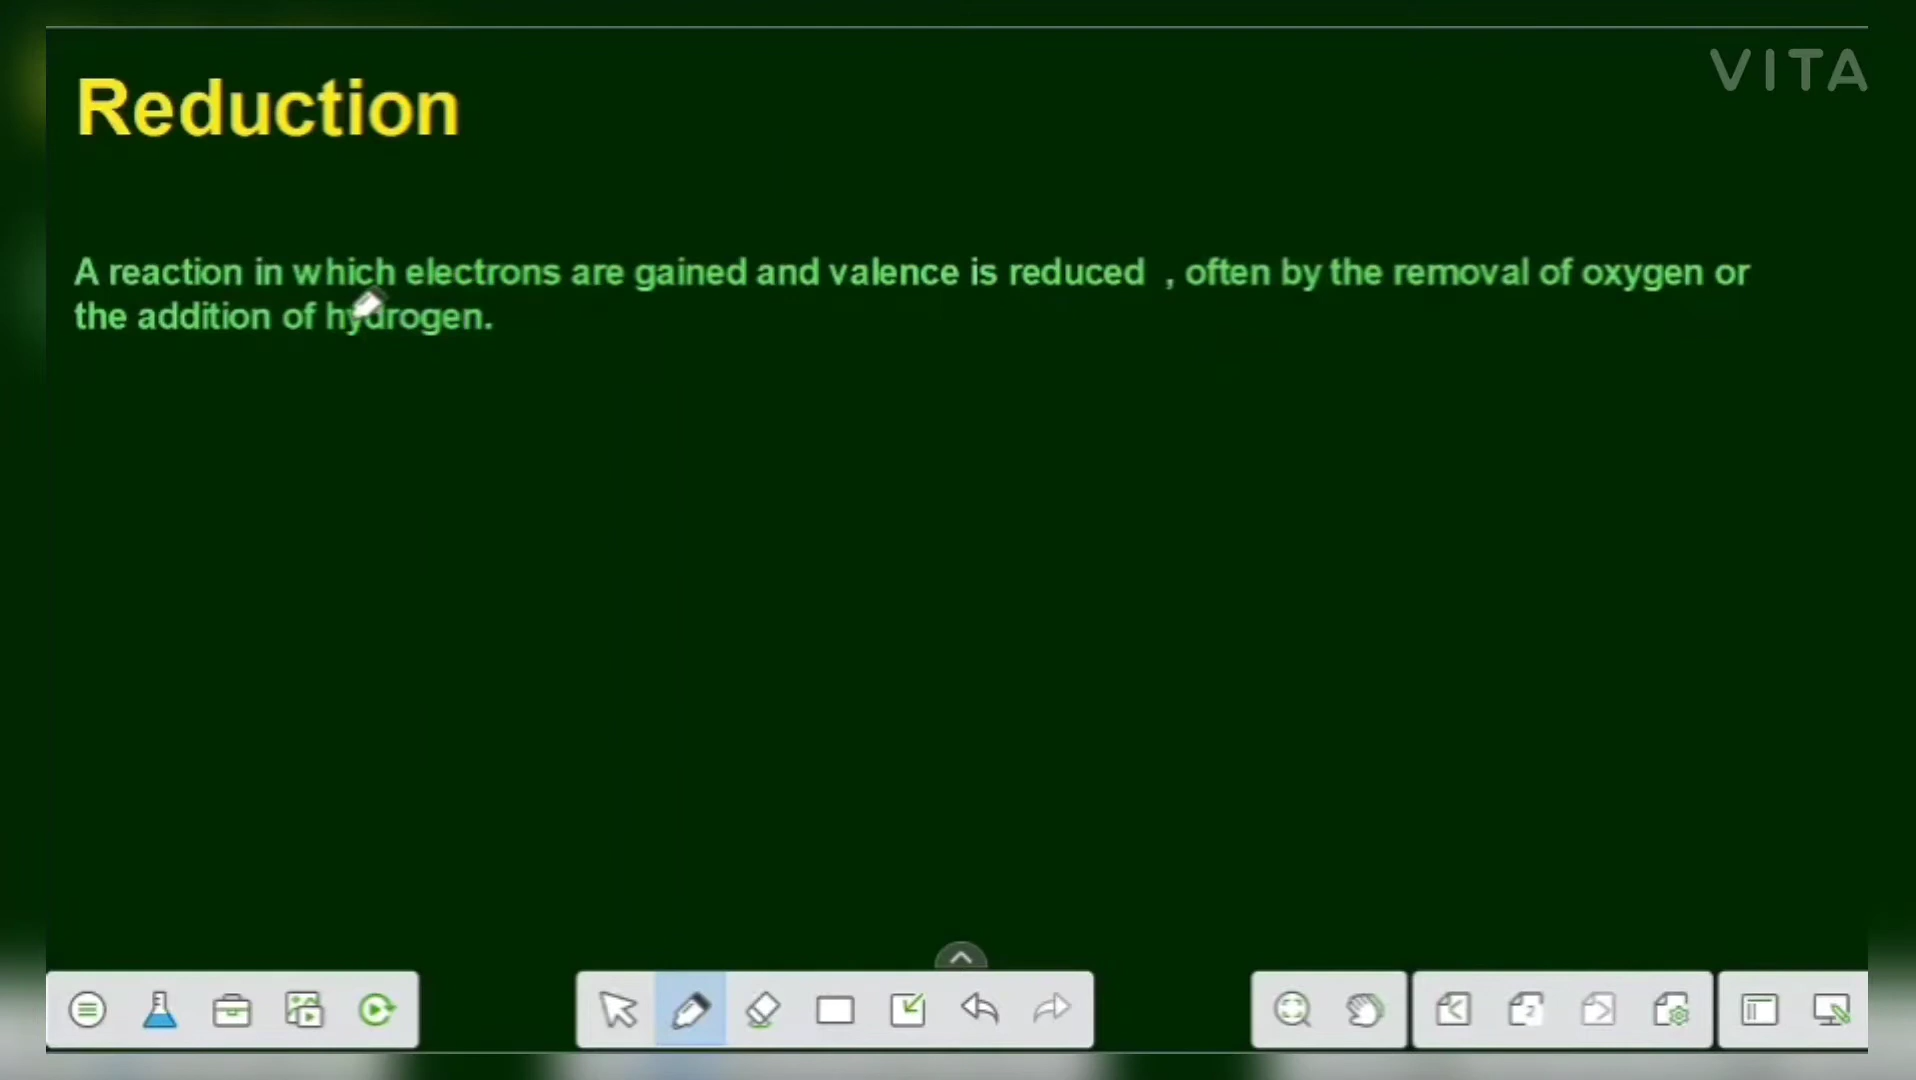 VITA
Reduction
A reaction in which electrons are gained and valence is reduced , often by the removal of oxygen or
the addition of hydrogen.
2